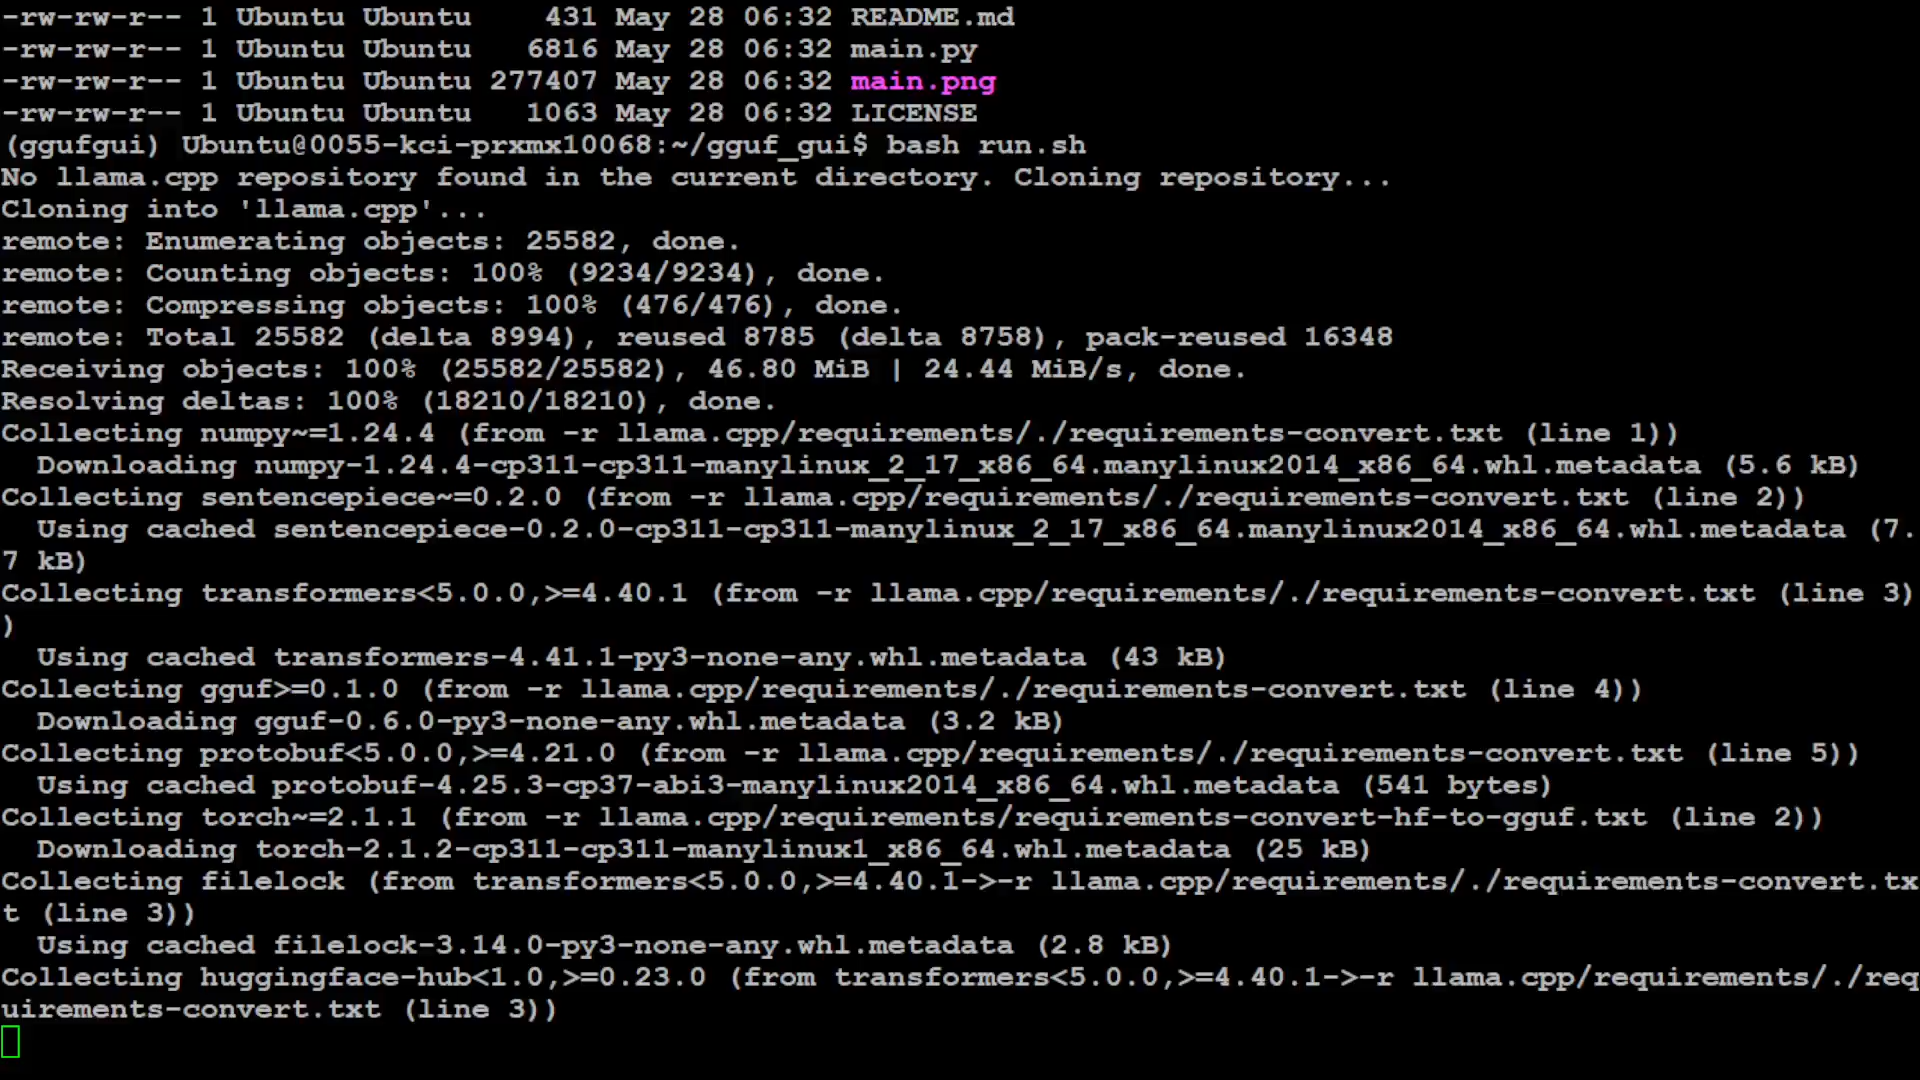 -rw-rw-r-- 1 Ubuntu Ubuntu    431 May 28 06:32 README.md
-rw-rw-r-- 1 Ubuntu Ubuntu   6816 May 28 06:32 main.py
-rw-rw-r-- 1 Ubuntu Ubuntu 277407 May 28 06:32 main.png
-rw-rw-r-- 1 Ubuntu Ubuntu   1063 May 28 06:32 LICENSE
(ggufgui) Ubuntu@0055-kci-prxmx10068:~/gguf_gui$ bash run.sh
No llama.cpp repository found in the current directory. Cloning repository...
Cloning into 'llama.cpp'...
remote: Enumerating objects: 25582, done.
remote: Counting objects: 100% (9234/9234), done.
remote: Compressing objects: 100% (476/476), done.
remote: Total 25582 (delta 8994), reused 8785 (delta 8758), pack-reused 16348
Receiving objects: 100% (25582/25582), 46.80 MiB | 24.44 MiB/s, done.
Resolving deltas: 100% (18210/18210), done.
Collecting numpy~=1.24.4 (from -r llama.cpp/requirements/./requirements-convert.txt (line 1))
  Downloading numpy-1.24.4-cp311-cp311-manylinux_2_17_x86_64.manylinux2014_x86_64.whl.metadata (5.6 kB)
Collecting sentencepiece~=0.2.0 (from -r llama.cpp/requirements/./requirements-convert.txt (line 2))
  Using cached sentencepiece-0.2.0-cp311-cp311-manylinux_2_17_x86_64.manylinux2014_x86_64.whl.metadata (7.
7 kB)
Collecting transformers<5.0.0,>=4.40.1 (from -r llama.cpp/requirements/./requirements-convert.txt (line 3)
)
  Using cached transformers-4.41.1-py3-none-any.whl.metadata (43 kB)
Collecting gguf>=0.1.0 (from -r llama.cpp/requirements/./requirements-convert.txt (line 4))
  Downloading gguf-0.6.0-py3-none-any.whl.metadata (3.2 kB)
Collecting protobuf<5.0.0,>=4.21.0 (from -r llama.cpp/requirements/./requirements-convert.txt (line 5))
  Using cached protobuf-4.25.3-cp37-abi3-manylinux2014_x86_64.whl.metadata (541 bytes)
Collecting torch~=2.1.1 (from -r llama.cpp/requirements/requirements-convert-hf-to-gguf.txt (line 2))
  Downloading torch-2.1.2-cp311-cp311-manylinux1_x86_64.whl.metadata (25 kB)
Collecting filelock (from transformers<5.0.0,>=4.40.1->-r llama.cpp/requirements/./requirements-convert.tx
t (line 3))
  Using cached filelock-3.14.0-py3-none-any.whl.metadata (2.8 kB)
Collecting huggingface-hub<1.0,>=0.23.0 (from transformers<5.0.0,>=4.40.1->-r llama.cpp/requirements/./req
uirements-convert.txt (line 3))